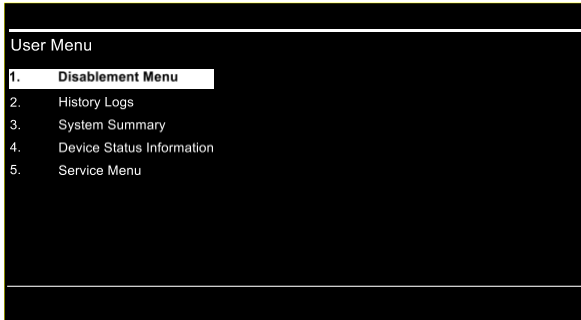 User Menu
1. Disablement Menu
2. History Logs
3. System Summary
4. Device Status Information
5. Service Menu